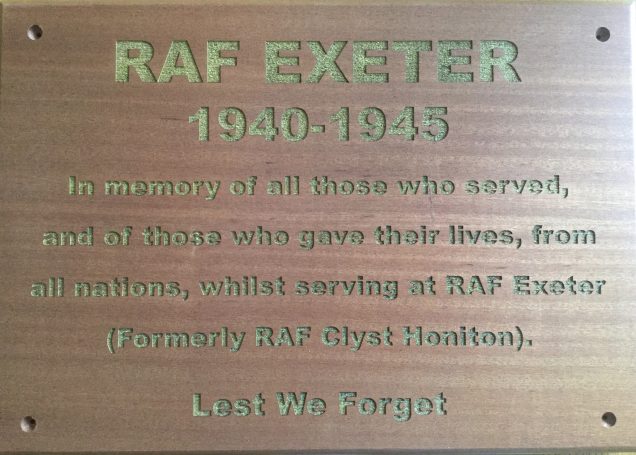 RAF EXETER
1940-1945
In memory of all those who served,
and of those who gave their lives, from
all nations, whilst serving at RAF Exeter
(Formerly RAF Clyst Honiton).
Lest We Forget